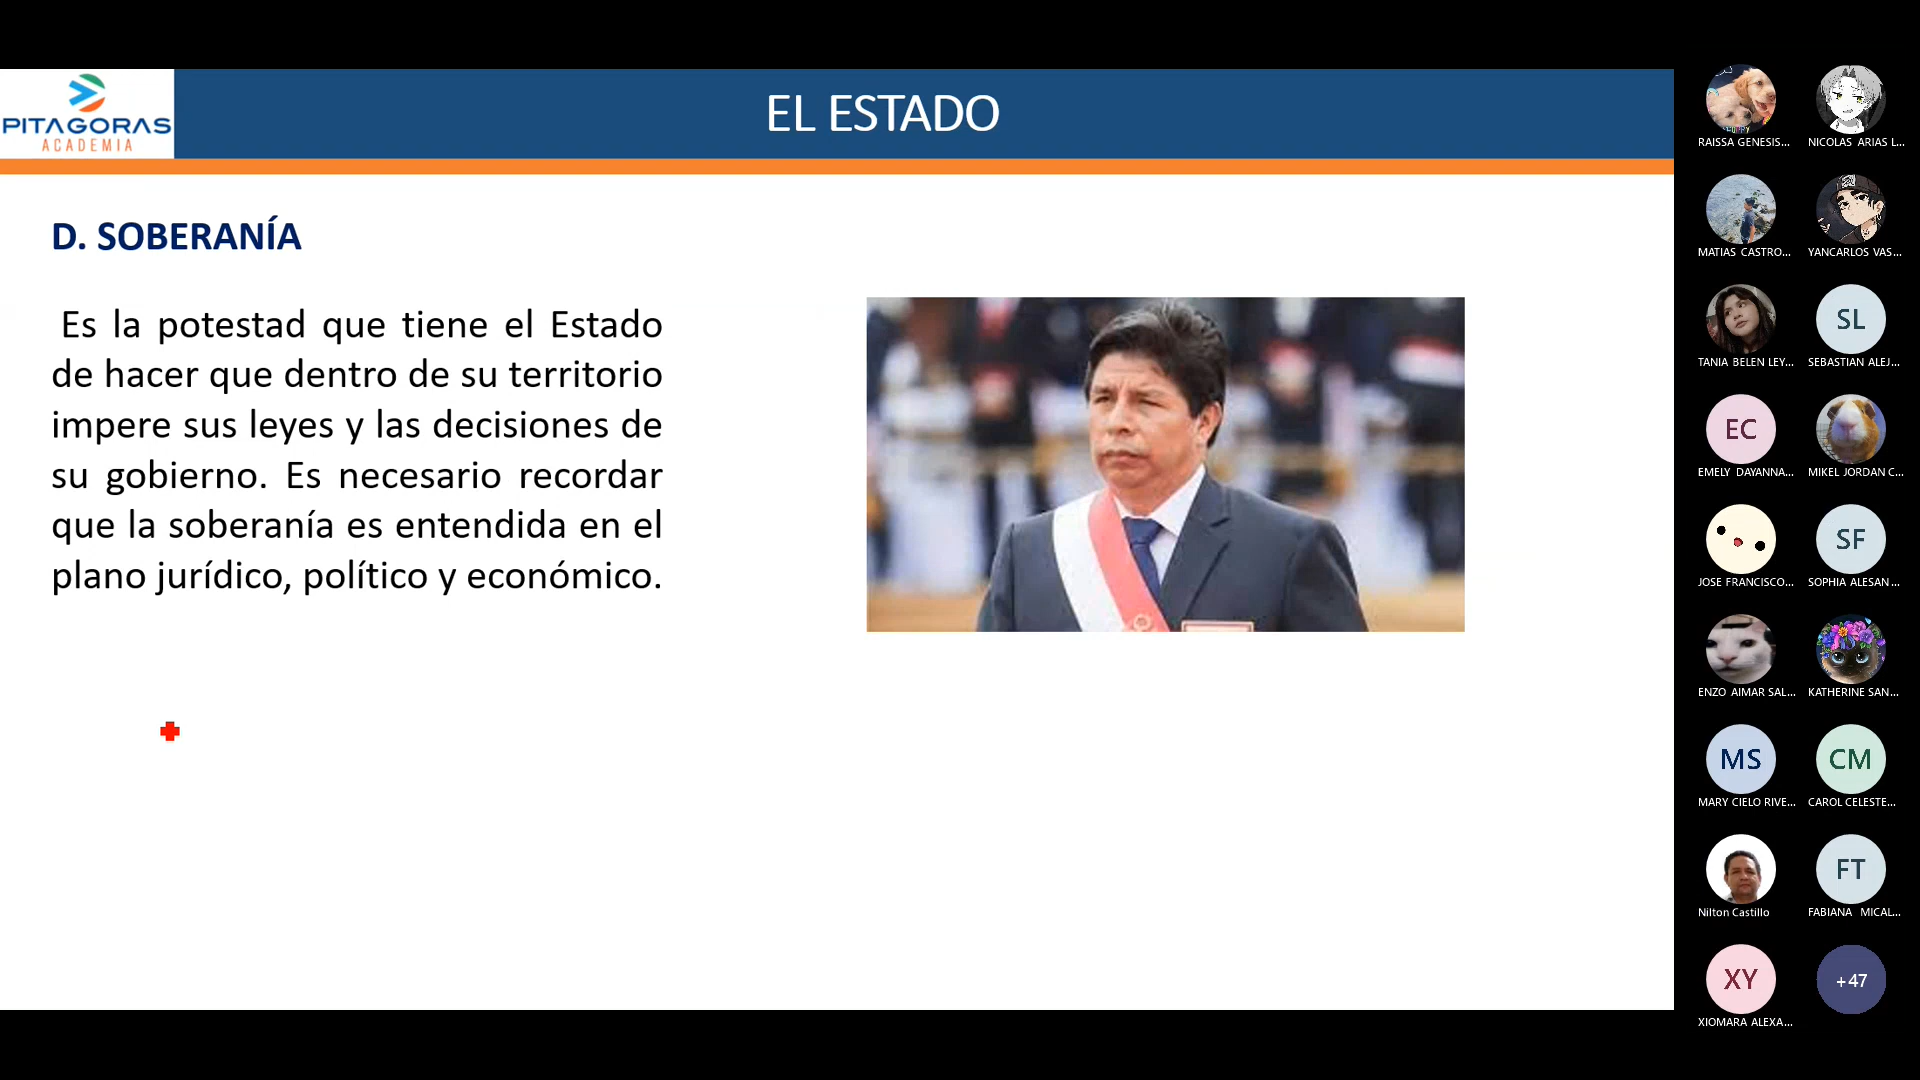 PITAGORAS
ACADEMIA
EL ESTADO
D. SOBERANÍA
Es la potestad que tiene el Estado
de hacer que dentro de su territorio
impere sus leyes y las decisiones de
su gobierno. Es necesario recordar
que la soberanía es entendida en el
plano jurídico, político y económico.
RAISSA GENESIS...
NICOLAS ARIAS L...
MATIAS CASTRO...
YANCARLOS VAS...
TANIA BELEN LEY...
SL
SEBASTIAN ALEJ...
EC
EMELY DAYANNA...
MIKEL JORDAN C...
JOSE FRANCISCO...
SF
SOPHIA ALESAN...
ENZO AIMAR SAL...
KATHERINE SAN...
MS
MARY CIELO RIVE...
CM
CAROL CELESTE...
Nilton Castillo
FT
FABIANA MICAL...
XY
XIOMARA ALEXA...
+47